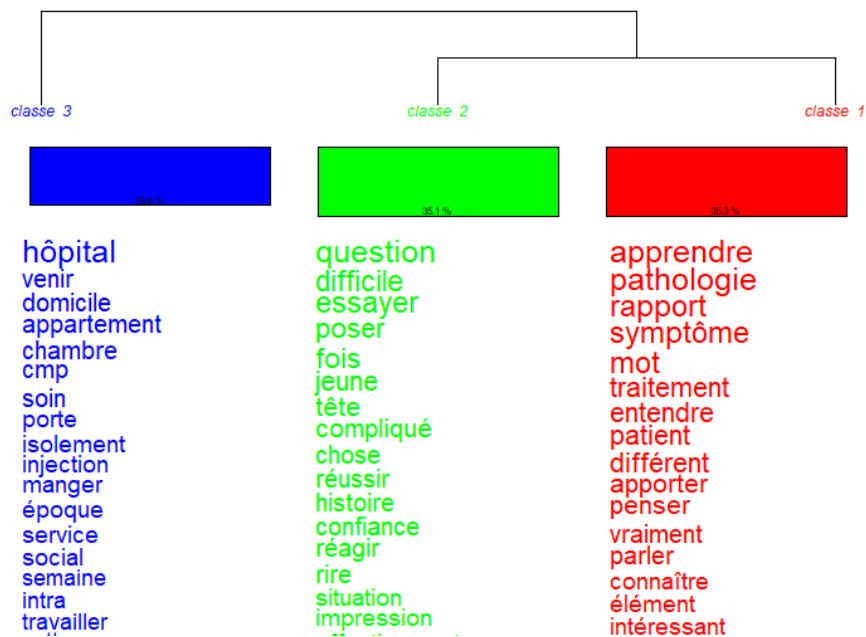 classe 3
classe 2
classe 1
35.1 %
35.3 %
hôpital
venir
domicile
appartement
chambre
cmp
soin
porte
isolement
injection
manger
époque
service
social
semaine
intra
travailler
question
difficile
essayer
poser
fois
jeune
tête
compliqué
chose
réussir
histoire
confiance
réagir
rire
situation
impression
apprendre
pathologie
rapport
symptôme
mot
traitement
entendre
patient
différent
apporter
penser
vraiment
parler
connaître
élément
intéressant